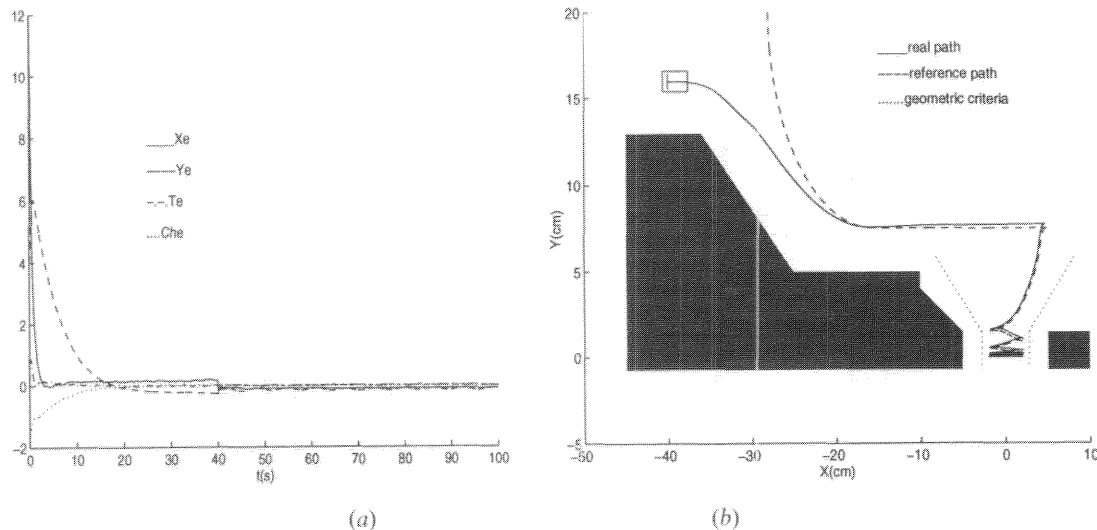 12
10
8
6
4
2
0
−2
Xe
Ye
Te
Che
0
10
20
30
40
50
60
70
80
90
100
t(s)
(a)
20
15
10
5
0
−5
Y(cm)
real path
reference path
geometric criteria
−50
−40
−30
−20
−10
0
10
X(cm)
(b)